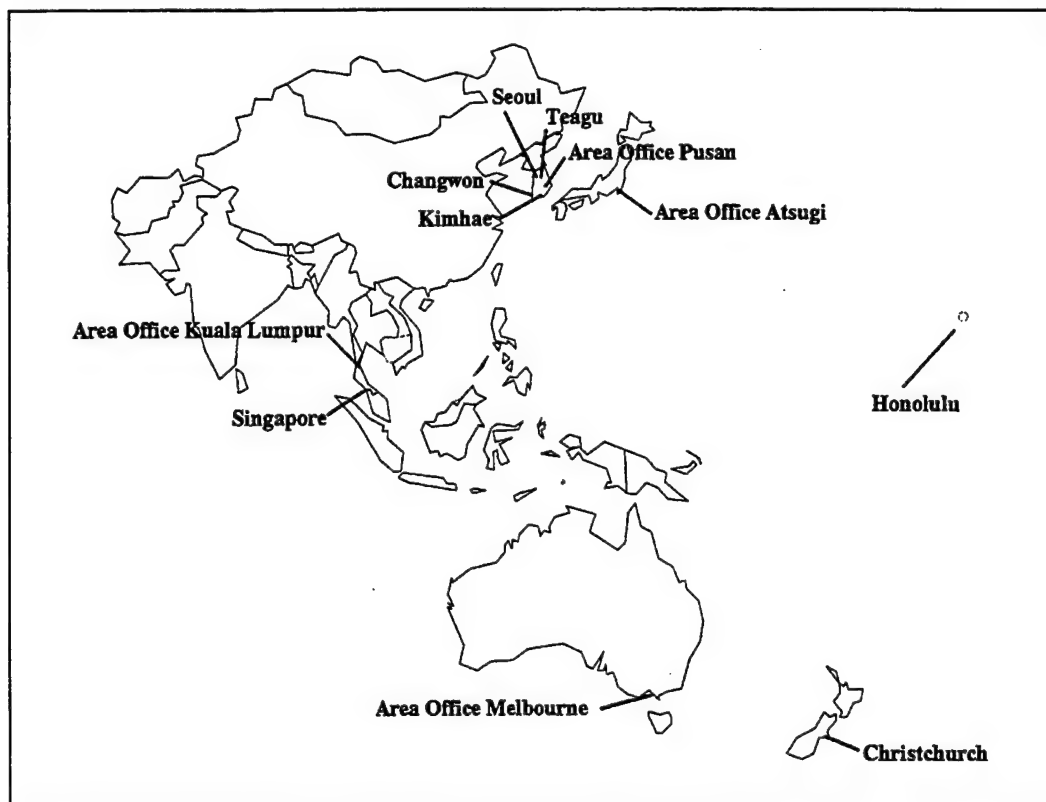 Seoul
Teagu
Area Office Pusan
Changwon
Kimhae
Area Office Atsugi
Area Office Kuala Lumpur
Honolulu
Singapore
Area Office Melbourne
Christchurch